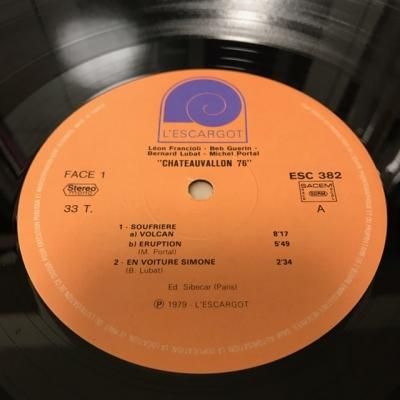 L'ESCARGOT
Léon Francioli - Beb Guerin -
Bernard Lubat - Michel Portal
"CHATEAUVALLON 76"
FACE 1
ESC 382
Stereo
SACEM
SDRM
33 T.
A
1 - SOUFRIERE
a) VOLCAN 8'17
b) ERUPTION 5'49
(M. Portal)
2 - EN VOITURE SIMONE 2'34
(B. Lubat)
Ed. Sibecar (Paris)
℗ 1979 - L'ESCARGOT